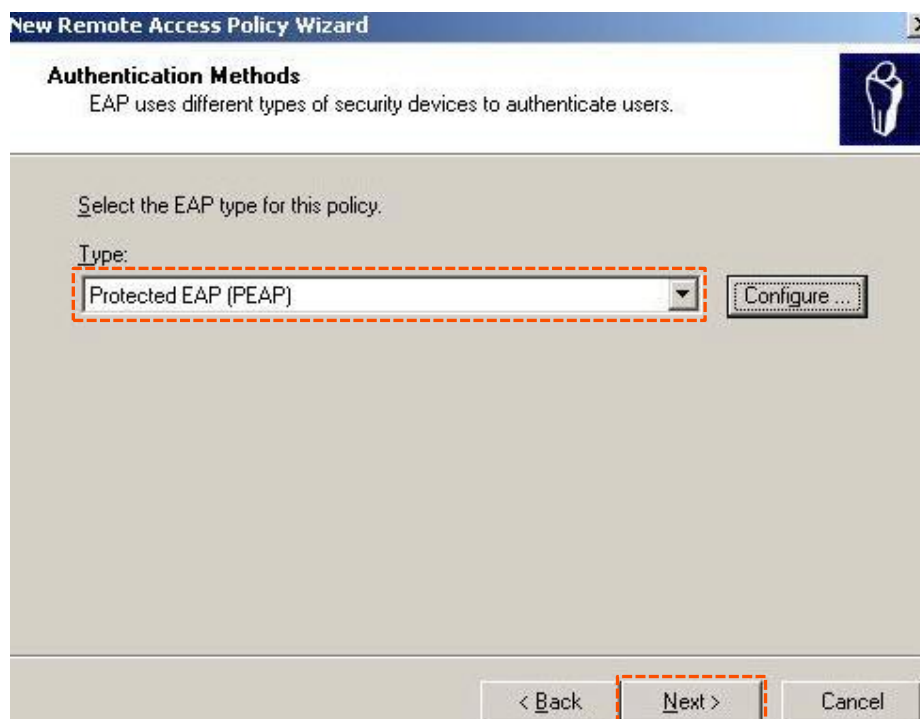 New Remote Access Policy Wizard
Authentication Methods
EAP uses different types of security devices to authenticate users.
Select the EAP type for this policy.
Type:
Protected EAP (PEAP)
Configure ...
< Back
Next >
Cancel